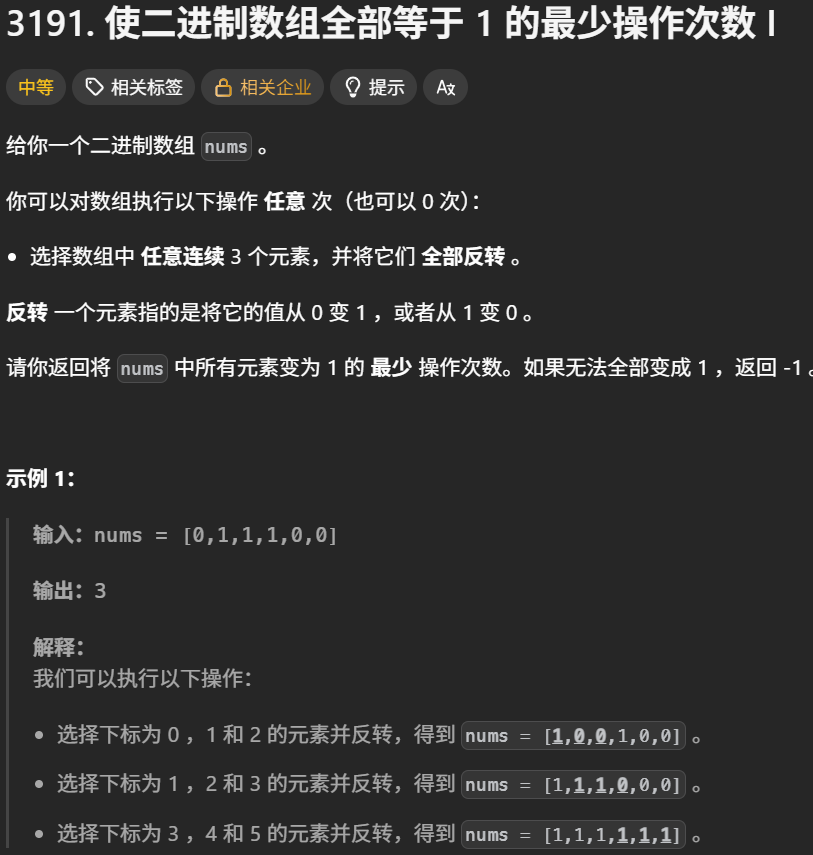 3191. 使二进制数组全部等于 1 的最少操作次数 I
中等 相关标签 相关企业 提示 Aあ
给你一个二进制数组 nums 。
你可以对数组执行以下操作 任意 次（也可以 0 次）：
• 选择数组中 任意连续 3 个元素，并将它们 全部反转 。
反转 一个元素指的是将它的值从 0 变 1 ，或者从 1 变 0 。
请你返回将 nums 中所有元素变为 1 的 最少 操作次数。如果无法全部变成 1 ，返回 -1 。
示例 1：
输入：nums = [0,1,1,1,0,0]
输出：3
解释：
我们可以执行以下操作：
• 选择下标为 0 ，1 和 2 的元素并反转，得到 nums = [1,0,0,1,0,0] 。
• 选择下标为 1 ，2 和 3 的元素并反转，得到 nums = [1,1,1,0,0,0] 。
• 选择下标为 3 ，4 和 5 的元素并反转，得到 nums = [1,1,1,1,1,1] 。